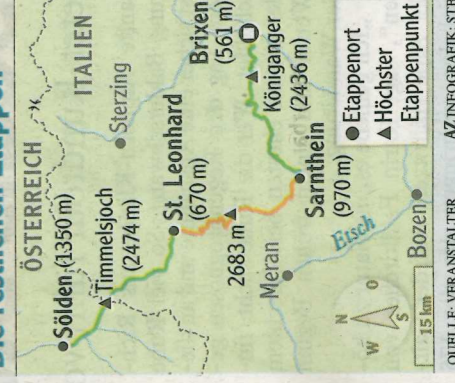 Die restlichen Etappen
ÖSTERREICH
ITALIEN
Sölden (1350 m)
Timmelsjoch
(2474 m)
Sterzing
St. Leonhard
(670 m)
2683 m
Meran
Brixen
(561 m)
Königanger
(2436 m)
Sarnthein
(970 m)
Etsch
Bozen
N
O
S
W
15 km
Etappenort
Höchster
Etappenpunkt
QUELLE: VERANSTALTER
AZ INFOGRAFIK: